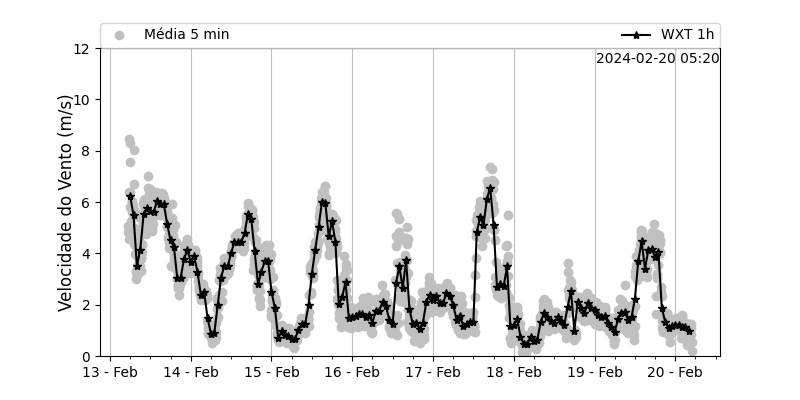 Média 5 min
WXT 1h
2024-02-20 05:20
Velocidade do Vento (m/s)
12
10
8
6
4
2
0
13 - Feb
14 - Feb
15 - Feb
16 - Feb
17 - Feb
18 - Feb
19 - Feb
20 - Feb